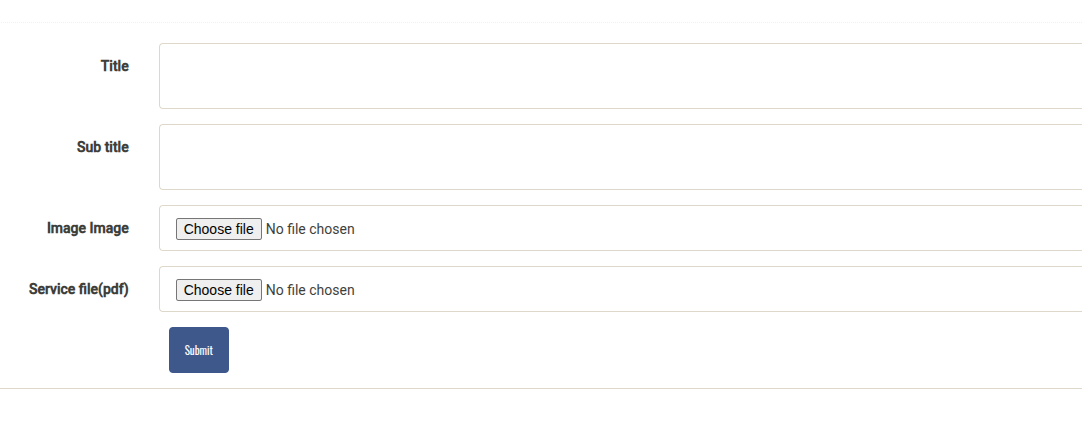 Title
Sub title
Image Image
Choose file No file chosen
Service file(pdf)
Choose file No file chosen
Submit